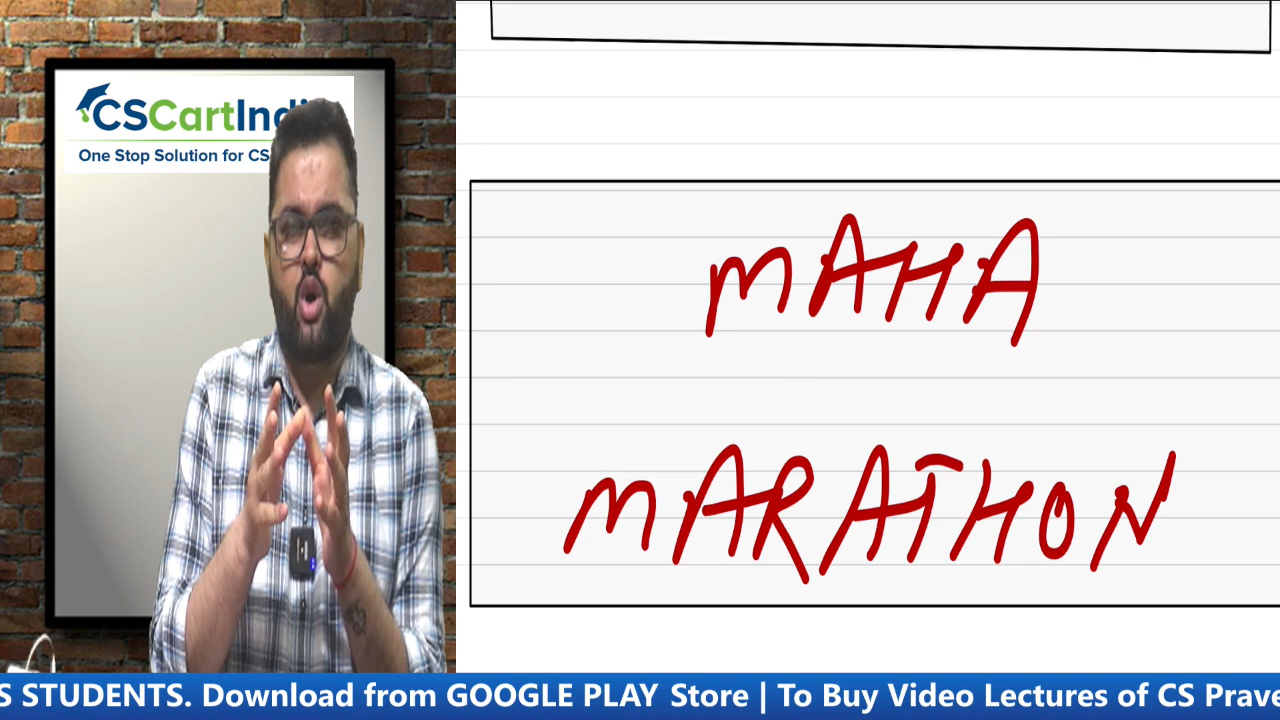 CSCartIndi
One Stop Solution for CS
MAHA
MARATHON
S STUDENTS. Download from GOOGLE PLAY Store | To Buy Video Lectures of CS Prave